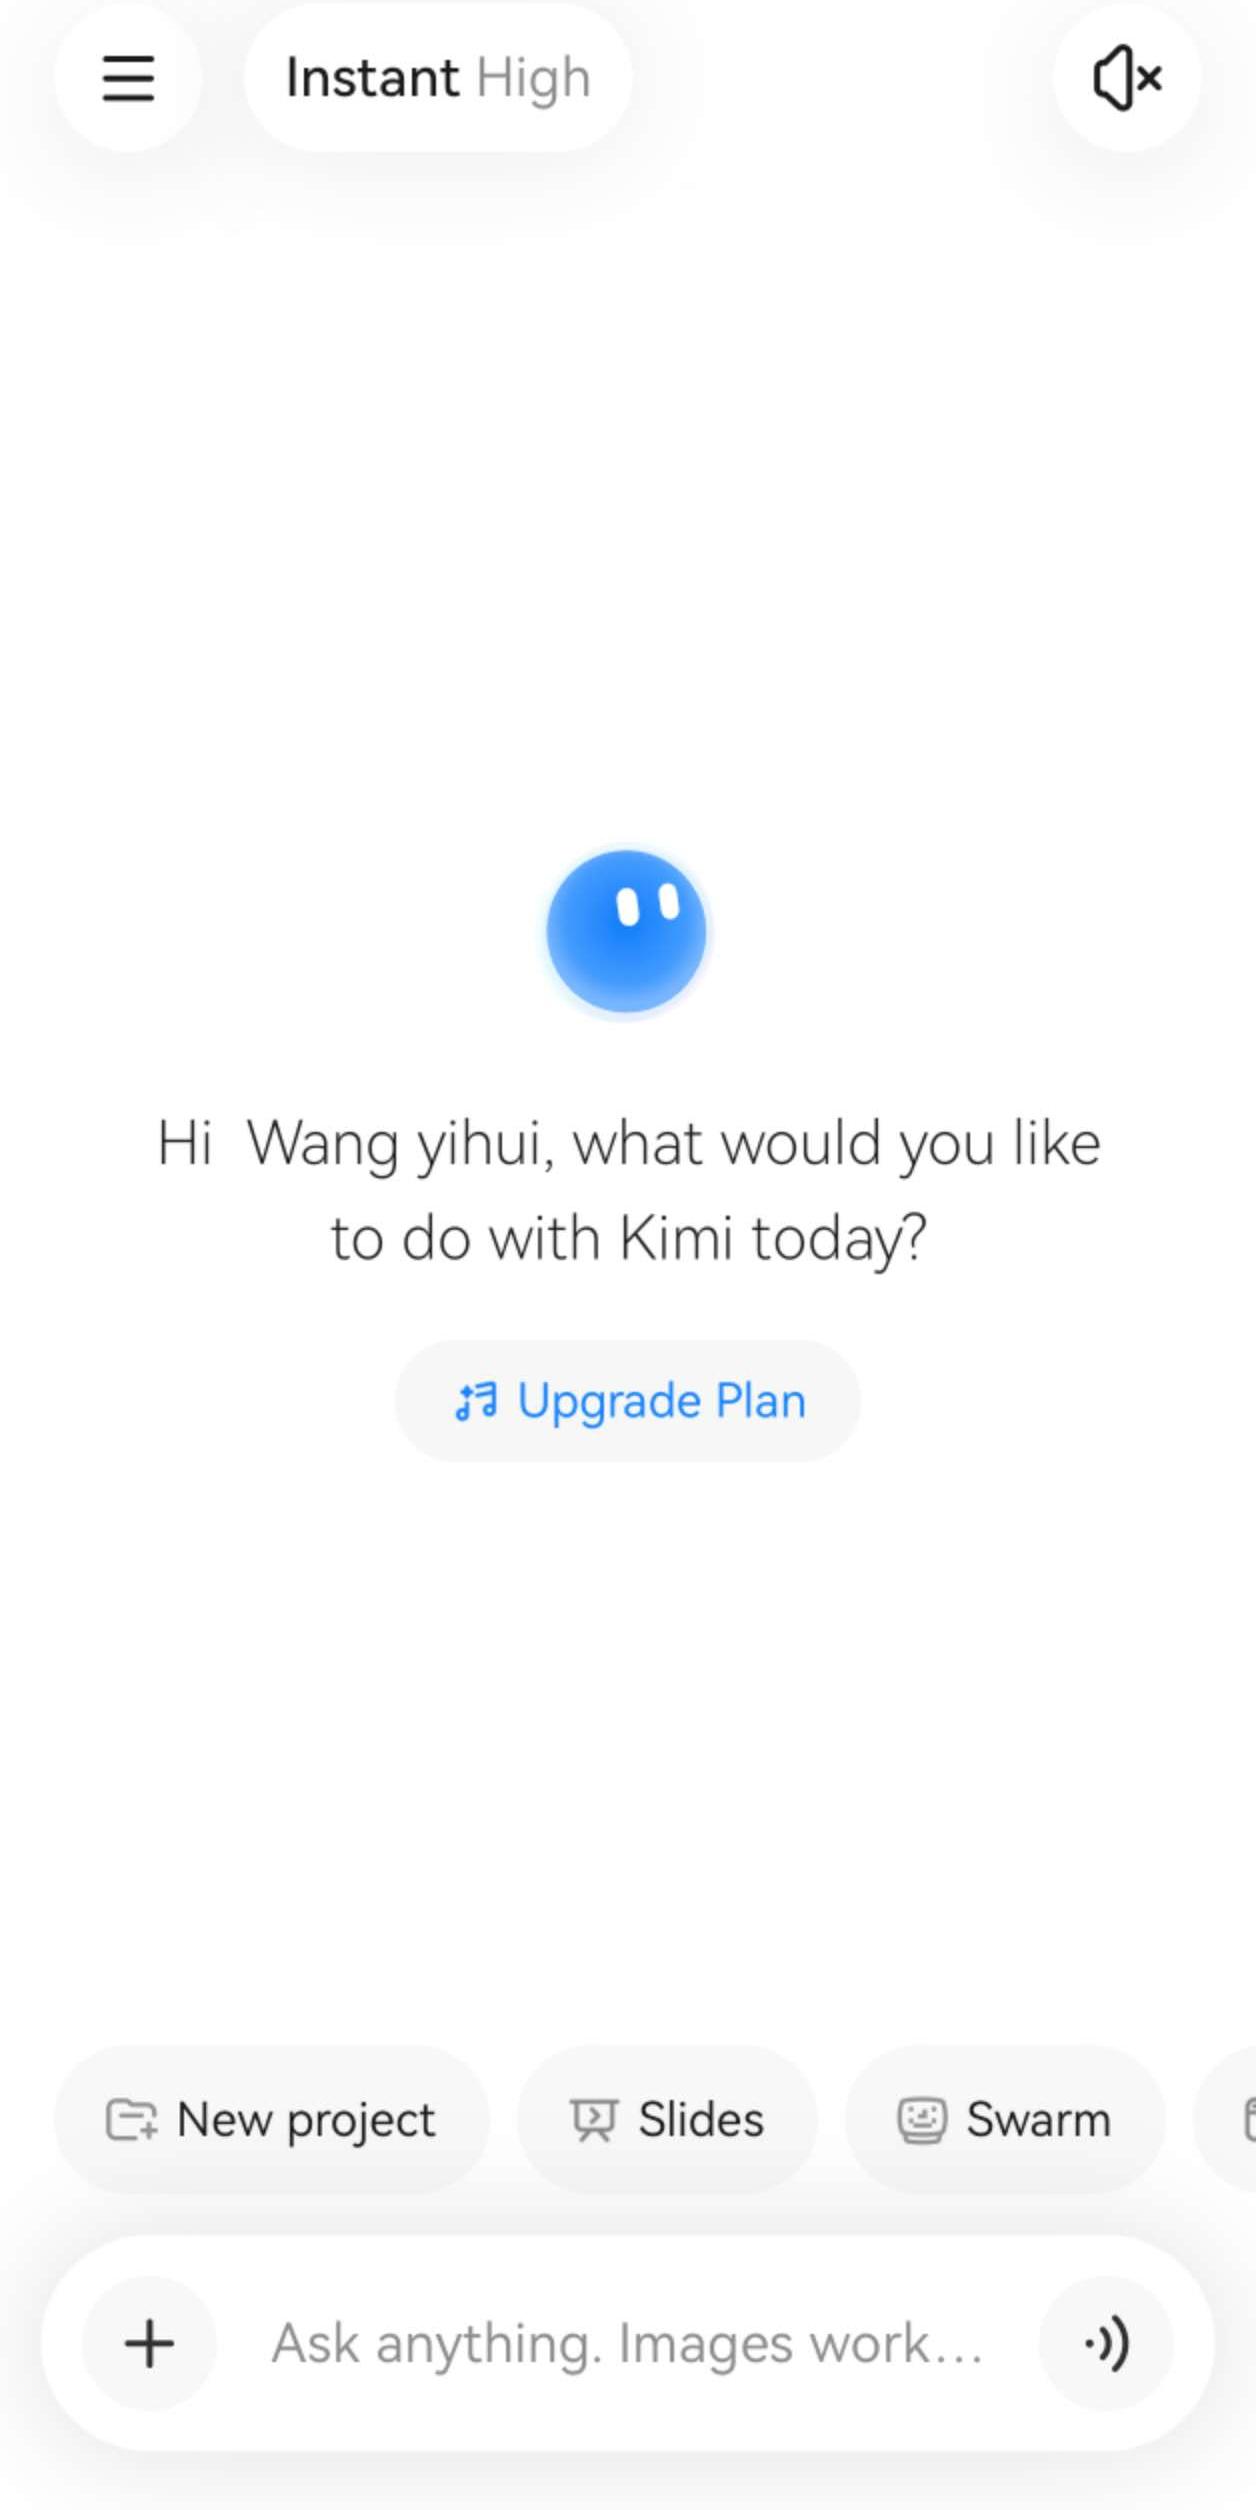 Instant High
Hi  Wang yihui, what would you like
to do with Kimi today?
Upgrade Plan
New project
Slides
Swarm
Ask anything. Images work...